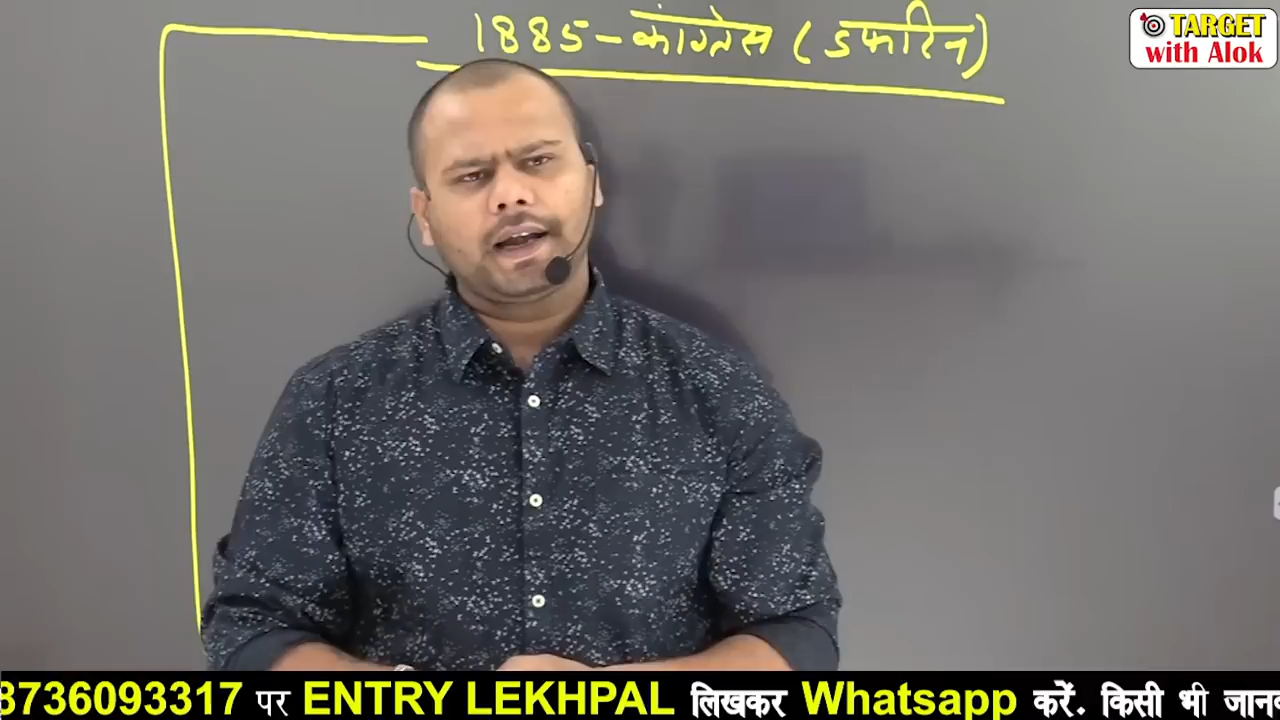 1885-कांग्रेस (डफरिन)
TARGET
with Alok
8736093317 पर ENTRY LEKHPAL लिखकर Whatsapp करें. किसी भी